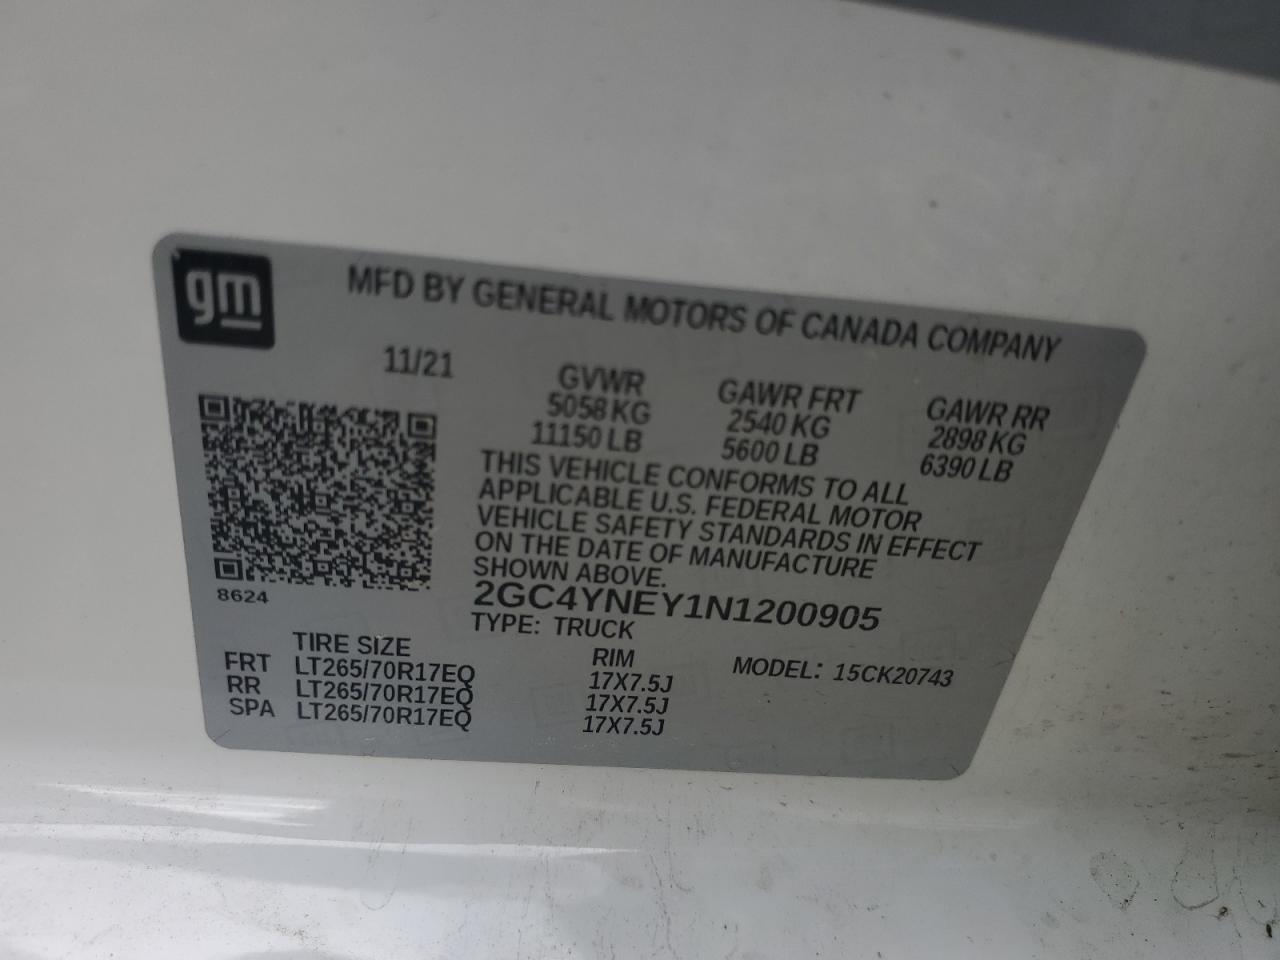 gm
MFD BY GENERAL MOTORS OF CANADA COMPANY
11/21
GVWR GAWR FRT GAWR RR
5058 KG 2540 KG 2898 KG
11150 LB 5600 LB 6390 LB
THIS VEHICLE CONFORMS TO ALL
APPLICABLE U.S. FEDERAL MOTOR
VEHICLE SAFETY STANDARDS IN EFFECT
ON THE DATE OF MANUFACTURE
SHOWN ABOVE.
8624
2GC4YNEY1N1200905
TYPE: TRUCK
TIRE SIZE RIM MODEL: 15CK20743
FRT LT265/70R17EQ 17X7.5J
RR LT265/70R17EQ 17X7.5J
SPA LT265/70R17EQ 17X7.5J